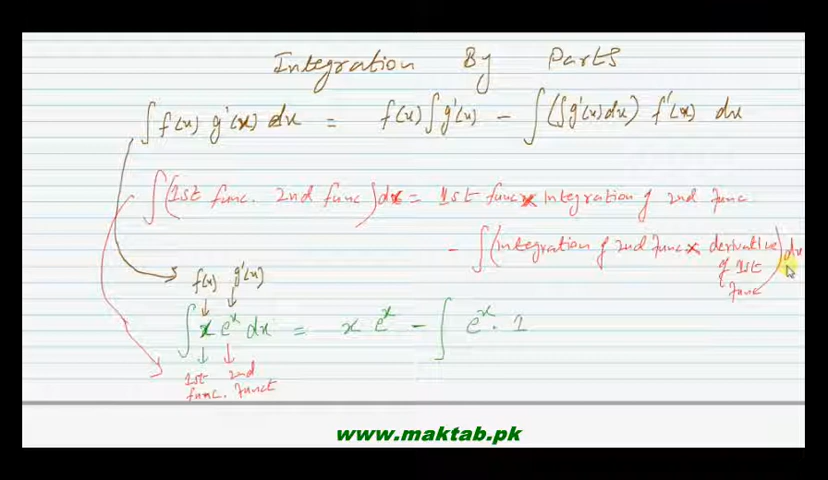 Integration By Parts
∫ f(x) g'(x) dx = f(x) ∫ g'(x) - ∫ (∫ g'(x) dx) f'(x) dx
∫ (1st func. 2nd func) dx = 1st func x Integration of 2nd func
- ∫ (integration of 2nd func x derivative of 1st func) dx
f(x) g'(x)
∫ x e^x dx = x e^x - ∫ e^x . 1
1st func. 2nd funct
www.maktab.pk